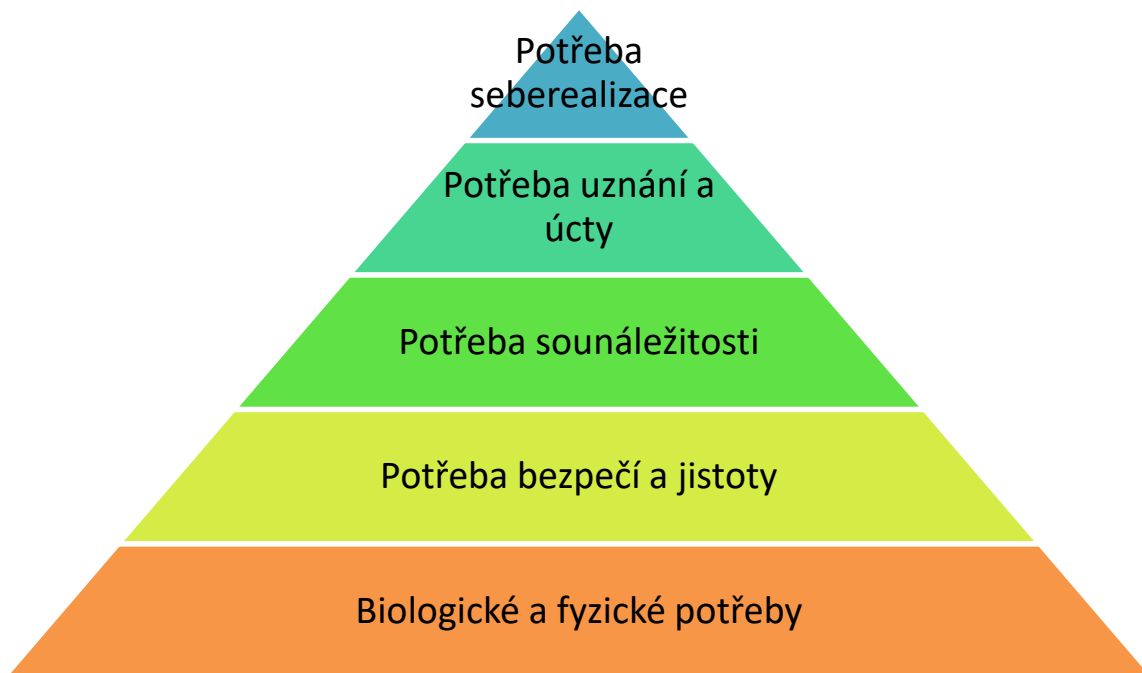 Potřeba
seberealizace
Potřeba uznání a
úcty
Potřeba sounáležitosti
Potřeba bezpečí a jistoty
Biologické a fyzické potřeby